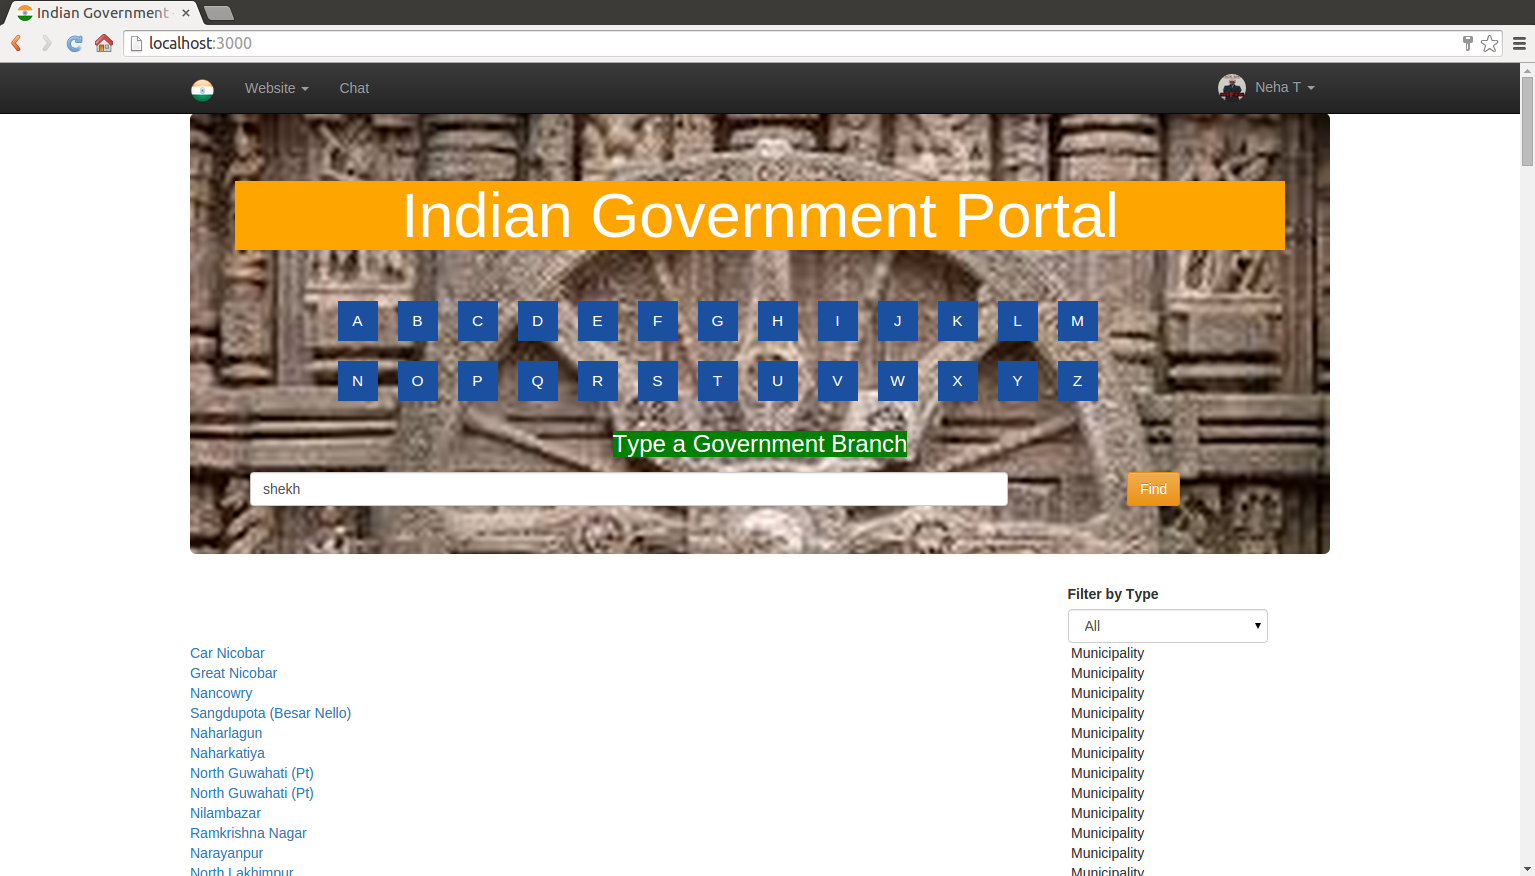 Indian Government
localhost:3000
Website
Chat
Neha T
Indian Government Portal
A B C D E F G H I J K L M
N O P Q R S T U V W X Y Z
Type a Government Branch
shekh
Find
Filter by Type
All
Car Nicobar Municipality
Great Nicobar Municipality
Nancowry Municipality
Sangdupota (Besar Nello) Municipality
Naharlagun Municipality
Naharkatiya Municipality
North Guwahati (Pt) Municipality
North Guwahati (Pt) Municipality
Nilambazar Municipality
Ramkrishna Nagar Municipality
Narayanpur Municipality
North Lakhimpur Municipality